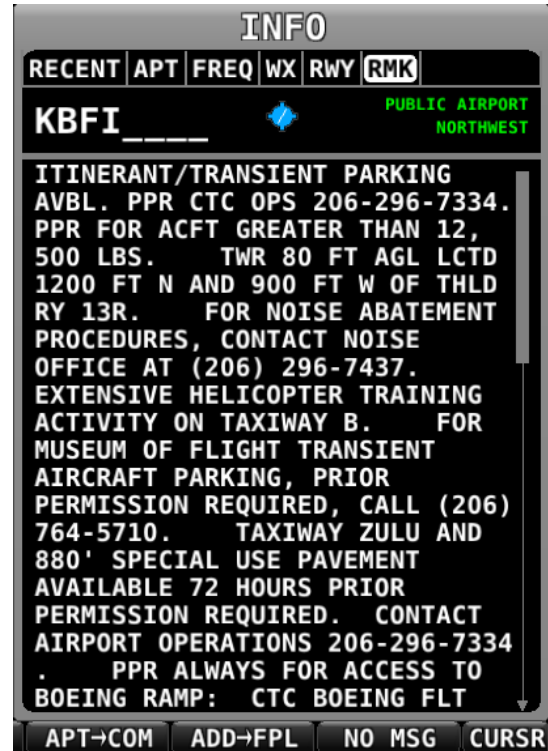 INFO
RECENT APT FREQ WX RWY RMK
KBFI____
PUBLIC AIRPORT
NORTHWEST
ITINERANT/TRANSIENT PARKING
AVBL. PPR CTC OPS 206-296-7334.
PPR FOR ACFT GREATER THAN 12,
500 LBS. TWR 80 FT AGL LCTD
1200 FT N AND 900 FT W OF THLD
RY 13R. FOR NOISE ABATEMENT
PROCEDURES, CONTACT NOISE
OFFICE AT (206) 296-7437.
EXTENSIVE HELICOPTER TRAINING
ACTIVITY ON TAXIWAY B. FOR
MUSEUM OF FLIGHT TRANSIENT
AIRCRAFT PARKING, PRIOR
PERMISSION REQUIRED, CALL (206)
764-5710. TAXIWAY ZULU AND
880' SPECIAL USE PAVEMENT
AVAILABLE 72 HOURS PRIOR
PERMISSION REQUIRED. CONTACT
AIRPORT OPERATIONS 206-296-7334
. PPR ALWAYS FOR ACCESS TO
BOEING RAMP: CTC BOEING FLT
APT→COM ADD→FPL NO MSG CURSR